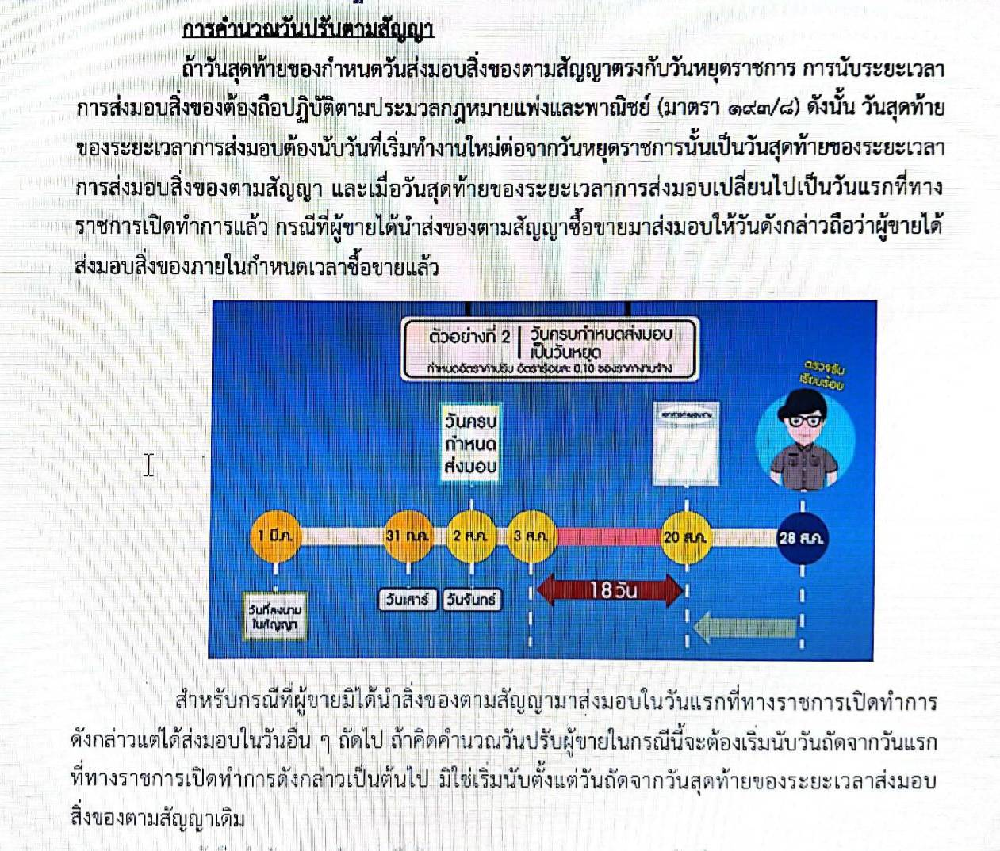 การคำนวณวันปรับตามสัญญา
ถ้าวันสุดท้ายของกำหนดวันส่งมอบสิ่งของตามสัญญาตรงกับวันหยุดราชการ การนับระยะเวลา
การส่งมอบสิ่งของต้องถือปฏิบัติตามประมวลกฎหมายแพ่งและพาณิชย์ (มาตรา ๑๙๓/๘) ดังนั้น วันสุดท้าย
ของระยะเวลาการส่งมอบต้องนับวันที่เริ่มทำงานใหม่ต่อจากวันหยุดราชการนั้นเป็นวันสุดท้ายของระยะเวลา
การส่งมอบสิ่งของตามสัญญา และเมื่อวันสุดท้ายของระยะเวลาการส่งมอบเปลี่ยนไปเป็นวันแรกที่ทาง
ราชการเปิดทำการแล้ว กรณีที่ผู้ขายได้นำส่งของตามสัญญาซื้อขายมาส่งมอบให้วันดังกล่าวถือว่าผู้ขายได้
ส่งมอบสิ่งของภายในกำหนดเวลาซื้อขายแล้ว
ตัวอย่างที่ 2 | วันครบกำหนดส่งมอบ
เป็นวันหยุด
กำหนดอัตราค่าปรับ อัตราร้อยละ 0.10 ของราคางานจ้าง
ตรวจรับ
เรียบร้อย
วันครบ
กำหนด
ส่งมอบ
1 มี.ค.
31 ก.ค.
2 ส.ค.
3 ส.ค.
20 ส.ค.
28 ส.ค.
18 วัน
วันเสาร์
วันจันทร์
วันที่ลงนาม
ในสัญญา
สำหรับกรณีที่ผู้ขายมิได้นำสิ่งของตามสัญญามาส่งมอบในวันแรกที่ทางราชการเปิดทำการ
ดังกล่าวแต่ได้ส่งมอบในวันอื่น ๆ ถัดไป ถ้าคิดคำนวณวันปรับผู้ขายในกรณีนี้จะต้องเริ่มนับวันถัดจากวันแรก
ที่ทางราชการเปิดทำการดังกล่าวเป็นต้นไป มิใช่เริ่มนับตั้งแต่วันถัดจากวันสุดท้ายของระยะเวลาส่งมอบ
สิ่งของตามสัญญาเดิม